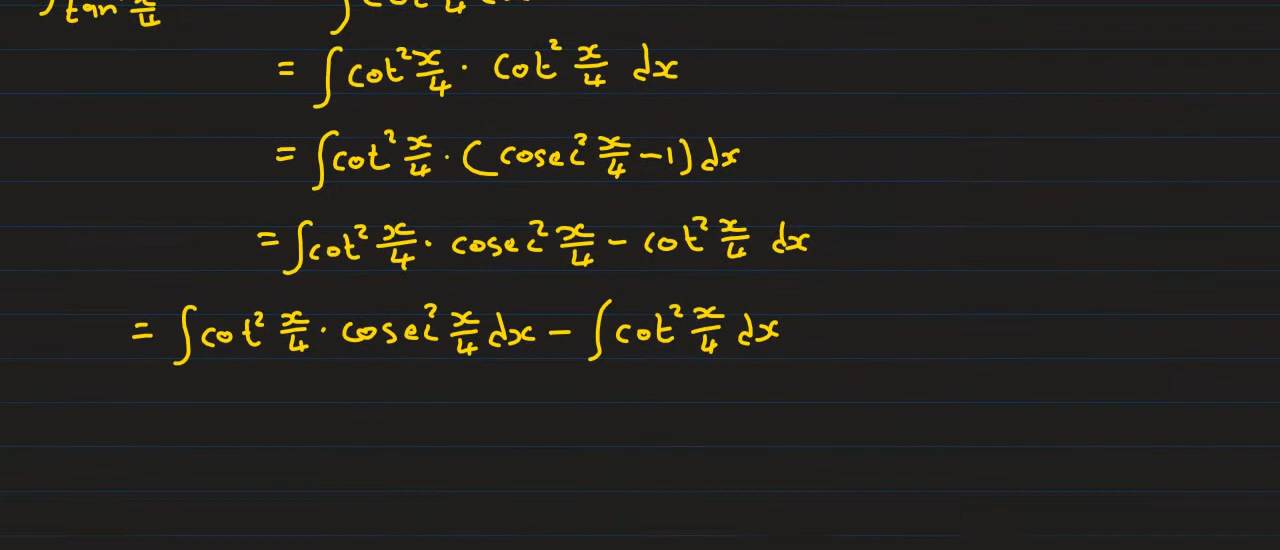 = ∫cot² x/4 · cot² x/4 dx
= ∫cot² x/4 · (cosec² x/4 - 1) dx
= ∫cot² x/4 · cosec² x/4 - cot² x/4 dx
= ∫cot² x/4 · cosec² x/4 dx - ∫cot² x/4 dx